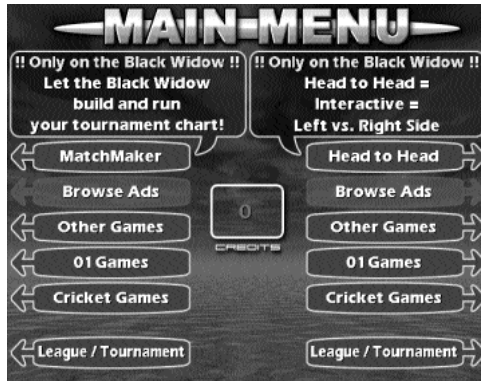 MAIN MENU
!! Only on the Black Widow !!
Let the Black Widow
build and run
your tournament chart!
!! Only on the Black Widow !!
Head to Head =
Interactive =
Left vs. Right Side
MatchMaker
Head to Head
Browse Ads
Browse Ads
0
CREDITS
Other Games
Other Games
01 Games
01 Games
Cricket Games
Cricket Games
League / Tournament
League / Tournament